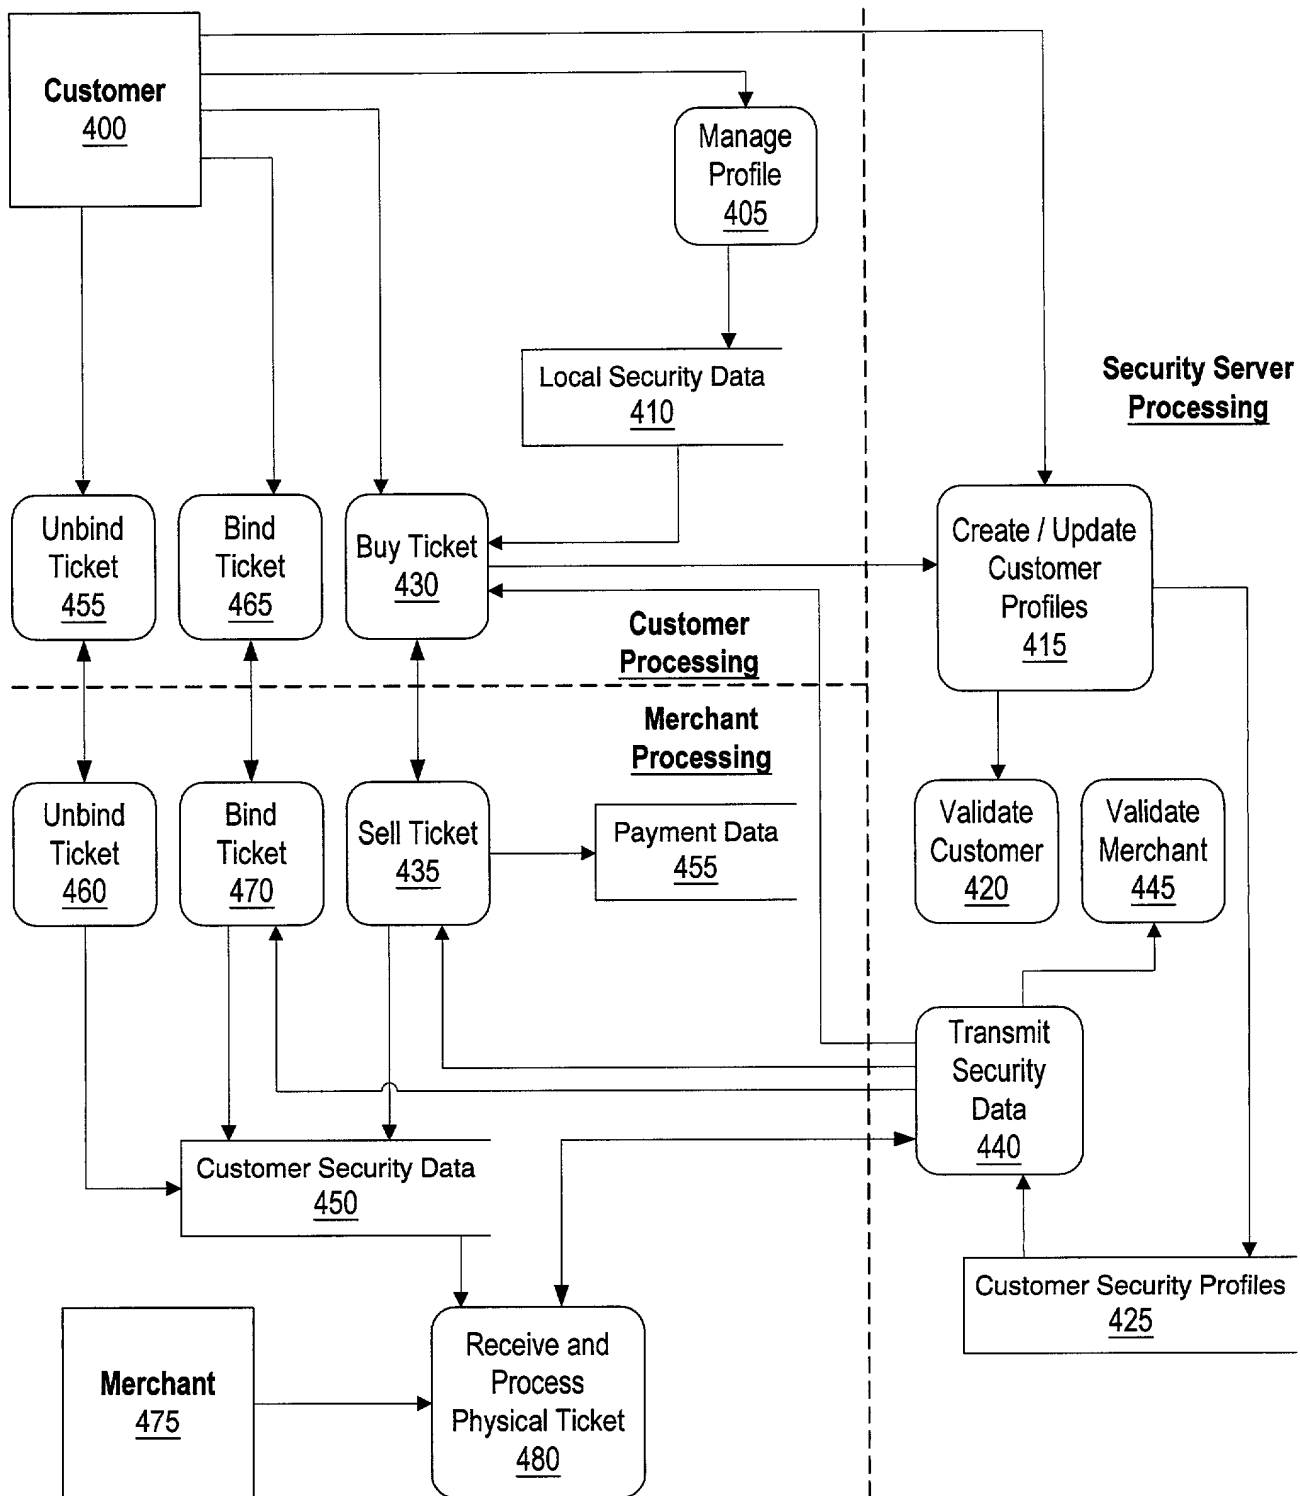 Customer
400
Manage
Profile
405
Local Security Data
410
Security Server
Processing
Unbind
Ticket
455
Bind
Ticket
465
Buy Ticket
430
Create / Update
Customer
Profiles
415
Customer
Processing
Merchant
Processing
Unbind
Ticket
460
Bind
Ticket
470
Sell Ticket
435
Payment Data
455
Validate
Customer
420
Validate
Merchant
445
Transmit
Security
Data
440
Customer Security Data
450
Customer Security Profiles
425
Merchant
475
Receive and
Process
Physical Ticket
480